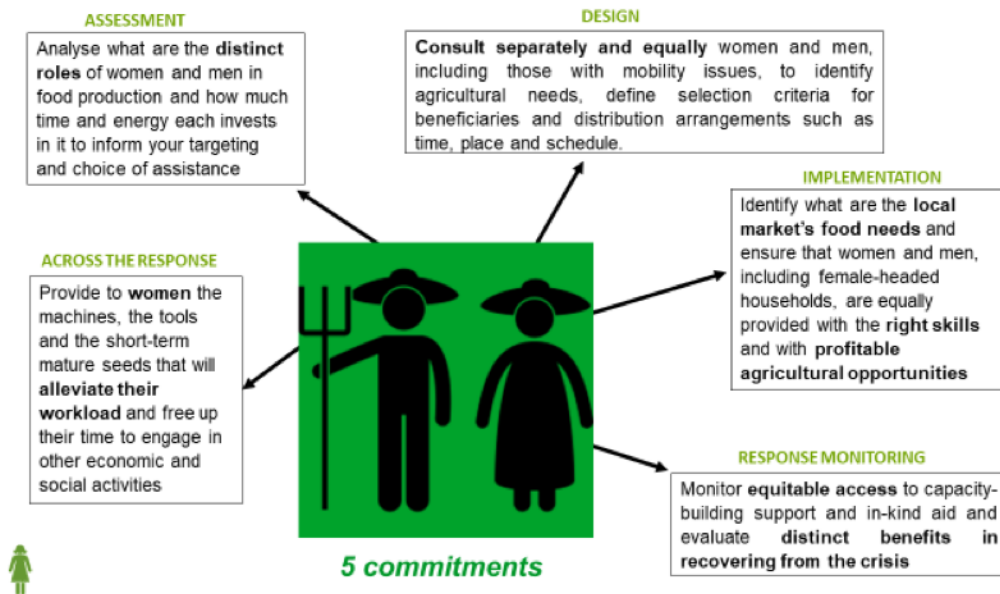 ASSESSMENT
Analyse what are the distinct
roles of women and men in
food production and how much
time and energy each invests
in it to inform your targeting
and choice of assistance
DESIGN
Consult separately and equally women and men,
including those with mobility issues, to identify
agricultural needs, define selection criteria for
beneficiaries and distribution arrangements such as
time, place and schedule.
IMPLEMENTATION
Identify what are the local
market's food needs and
ensure that women and men,
including female-headed
households, are equally
provided with the right skills
and with profitable
agricultural opportunities
ACROSS THE RESPONSE
Provide to women the
machines, the tools
and the short-term
mature seeds that will
alleviate their
workload and free up
their time to engage in
other economic and
social activities
RESPONSE MONITORING
Monitor equitable access to capacity-
building support and in-kind aid and
evaluate distinct benefits in
recovering from the crisis
5 commitments